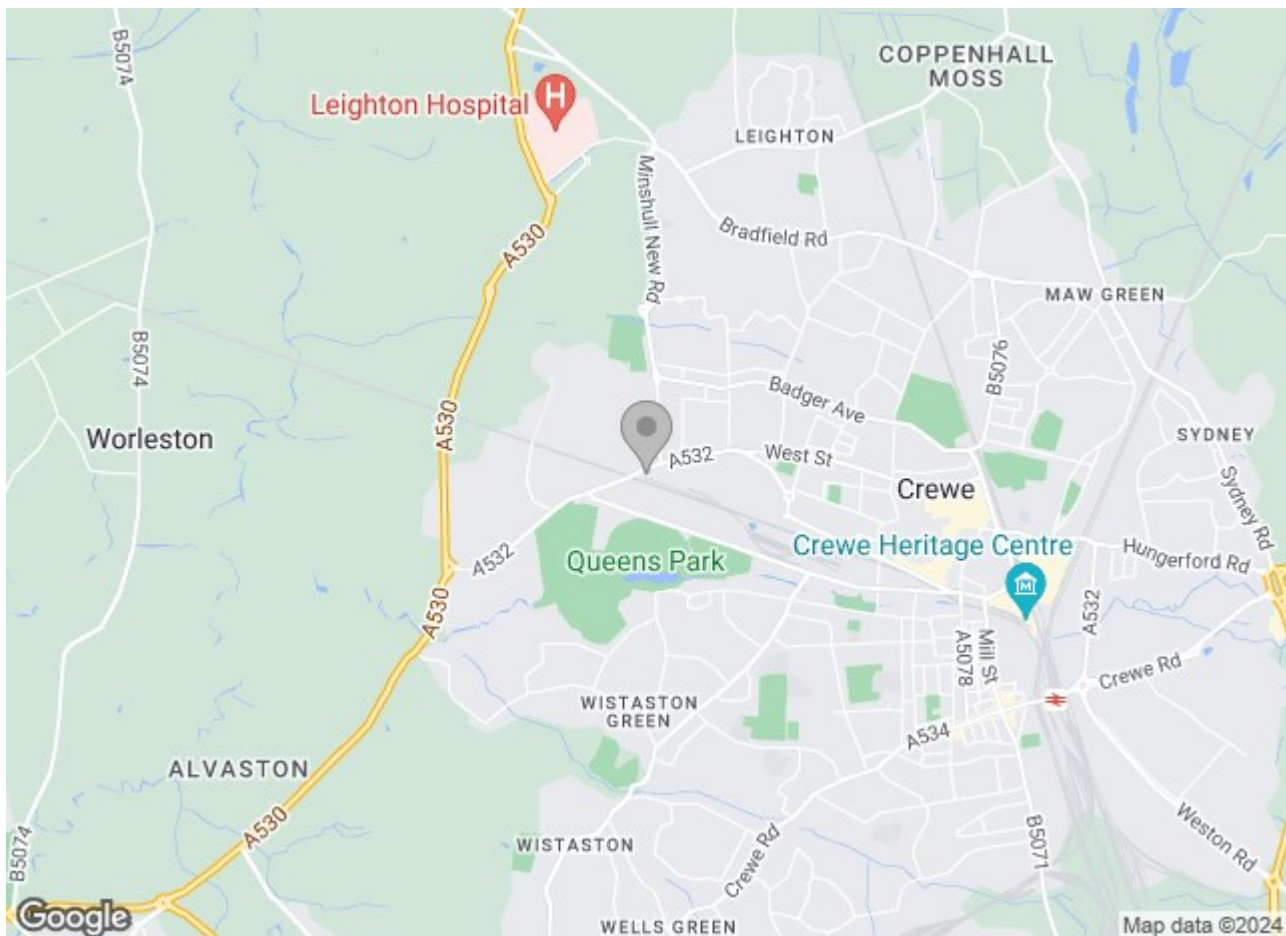 B5074
COPPENHALL
MOSS
Leighton Hospital
H
LEIGHTON
Minshull New Rd
Bradfield Rd
A530
MAW GREEN
B5074
B5076
Badger Ave
A530
Worleston
SYDNEY
A532
West St
Crewe
Sydney Rd
A532
Queens Park
Crewe Heritage Centre
M
Hungerford Rd
A532
A530
Mill St
A5078
Crewe Rd
WISTASTON
GREEN
A534
ALVASTON
A530
Weston Rd
B5074
WISTASTON
Crewe Rd
B5071
Google
WELLS GREEN
Map data ©2024